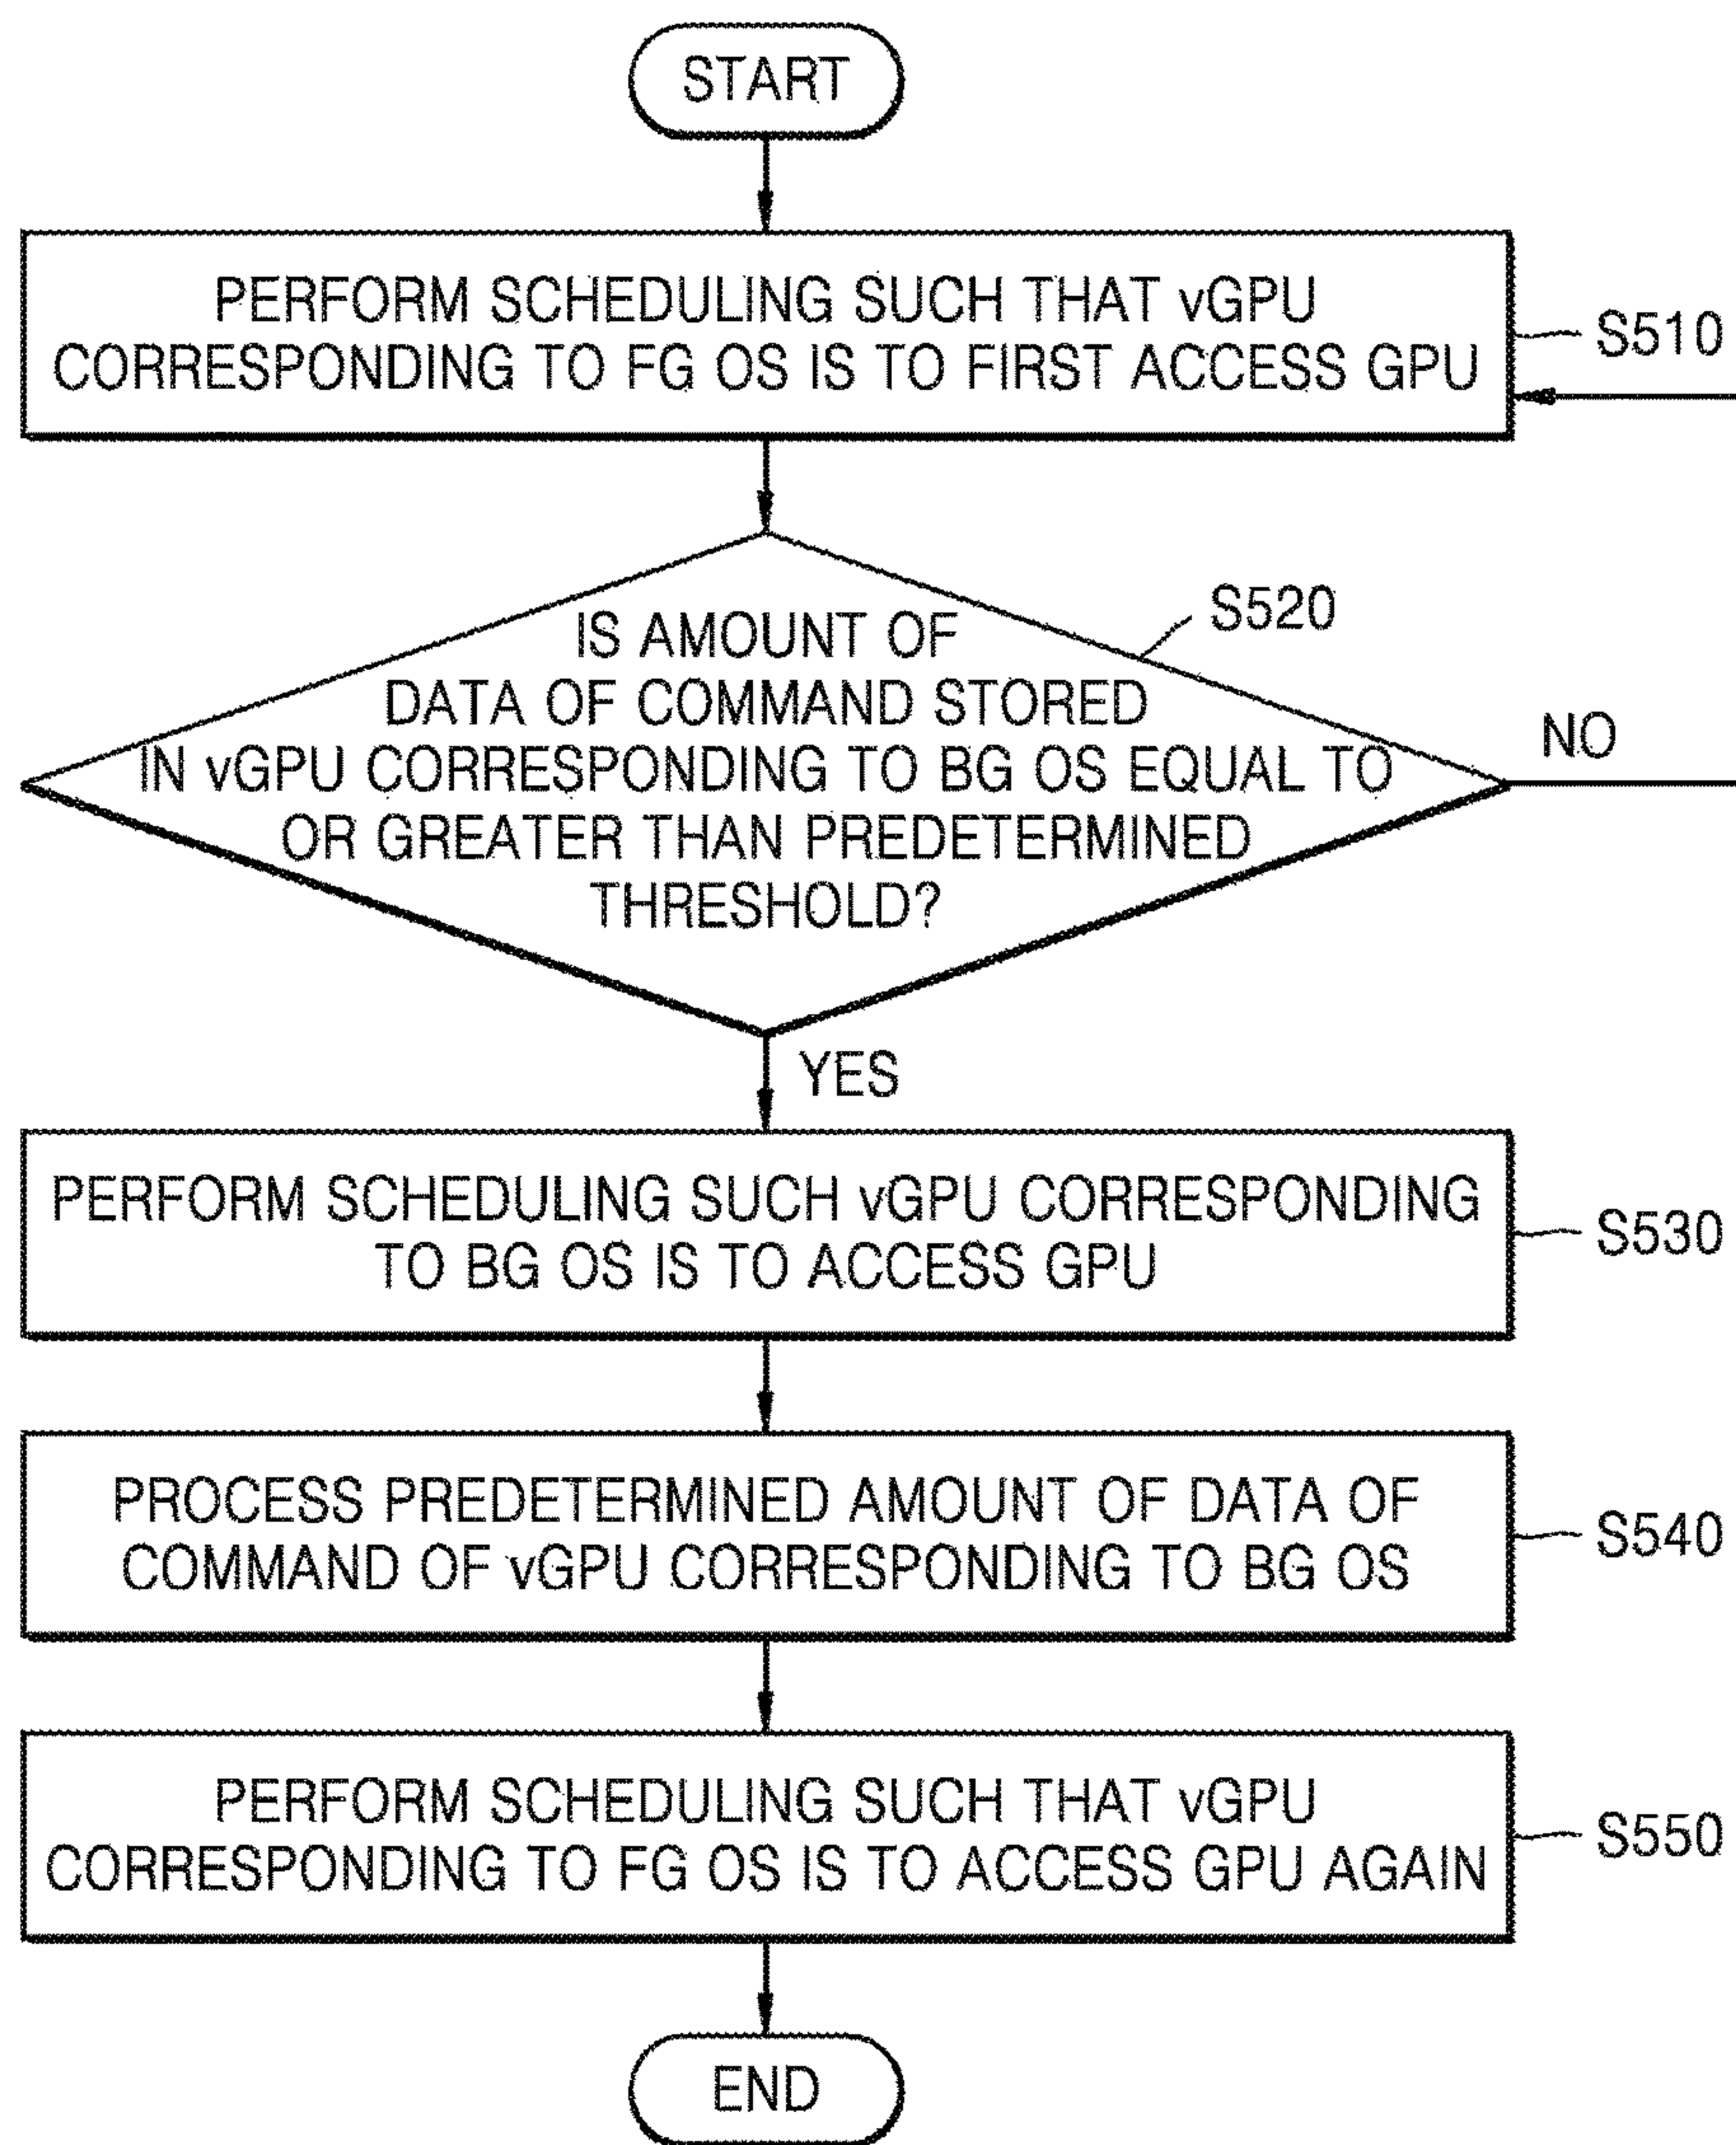 START
PERFORM SCHEDULING SUCH THAT vGPU
CORRESPONDING TO FG OS IS TO FIRST ACCESS GPU
S510
IS AMOUNT OF
DATA OF COMMAND STORED
IN vGPU CORRESPONDING TO BG OS EQUAL TO
OR GREATER THAN PREDETERMINED
THRESHOLD?
S520
NO
YES
PERFORM SCHEDULING SUCH vGPU CORRESPONDING
TO BG OS IS TO ACCESS GPU
S530
PROCESS PREDETERMINED AMOUNT OF DATA OF
COMMAND OF vGPU CORRESPONDING TO BG OS
S540
PERFORM SCHEDULING SUCH THAT vGPU
CORRESPONDING TO FG OS IS TO ACCESS GPU AGAIN
S550
END